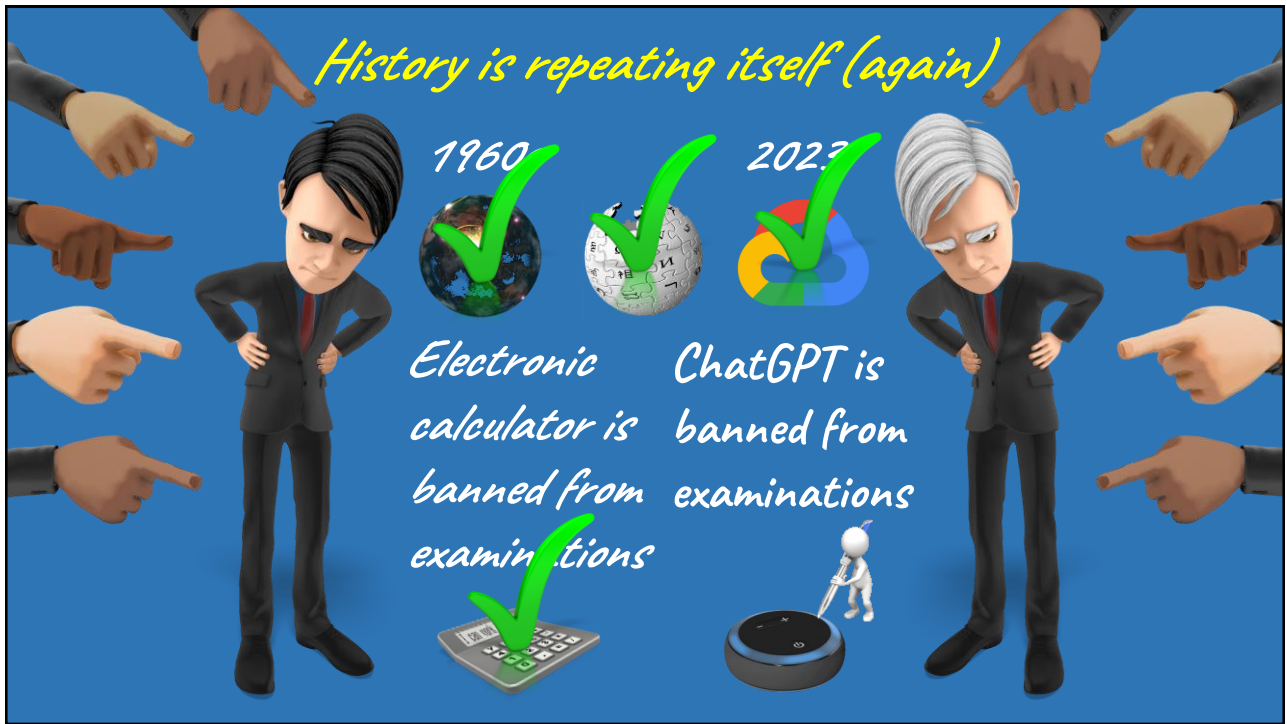 History is repeating itself (again)
1960
2023
Electronic
calculator is
banned from
examinations
ChatGPT is
banned from
examinations